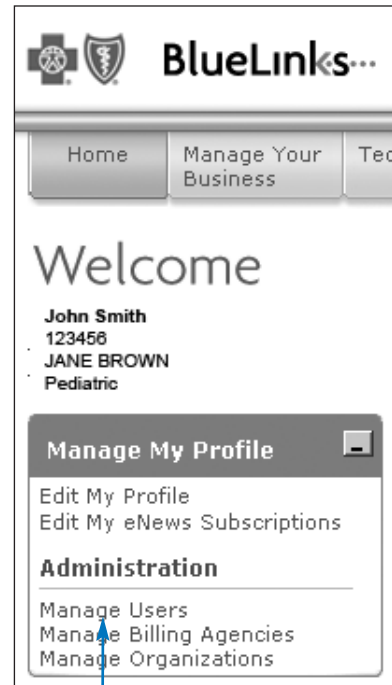 BlueLinks...
Home
Manage Your
Business
Tec
Welcome
John Smith
123456
JANE BROWN
Pediatric
Manage My Profile
Edit My Profile
Edit My eNews Subscriptions
Administration
Manage Users
Manage Billing Agencies
Manage Organizations